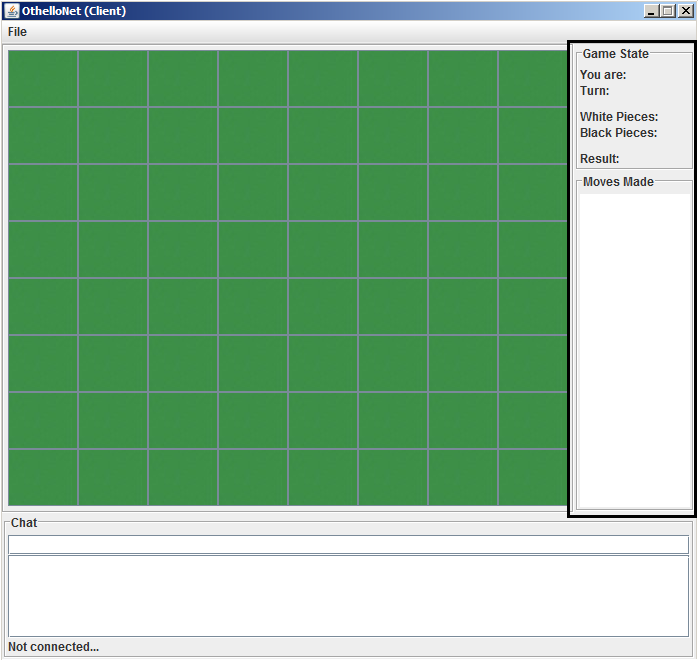 OthelloNet (Client)
File
Game State
You are:
Turn:
White Pieces:
Black Pieces:
Result:
Moves Made
Chat
Not connected...